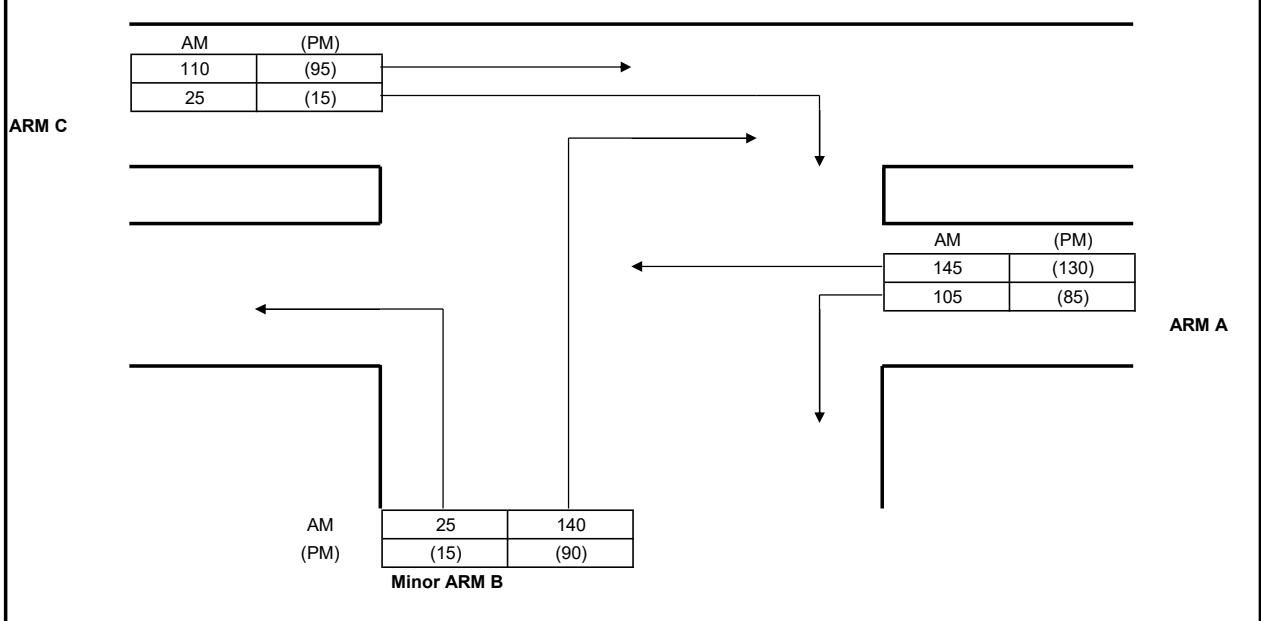 AM (PM)
110 (95)
25 (15)
ARM C
AM (PM)
145 (130)
105 (85)
ARM A
AM 25 140
(PM) (15) (90)
Minor ARM B